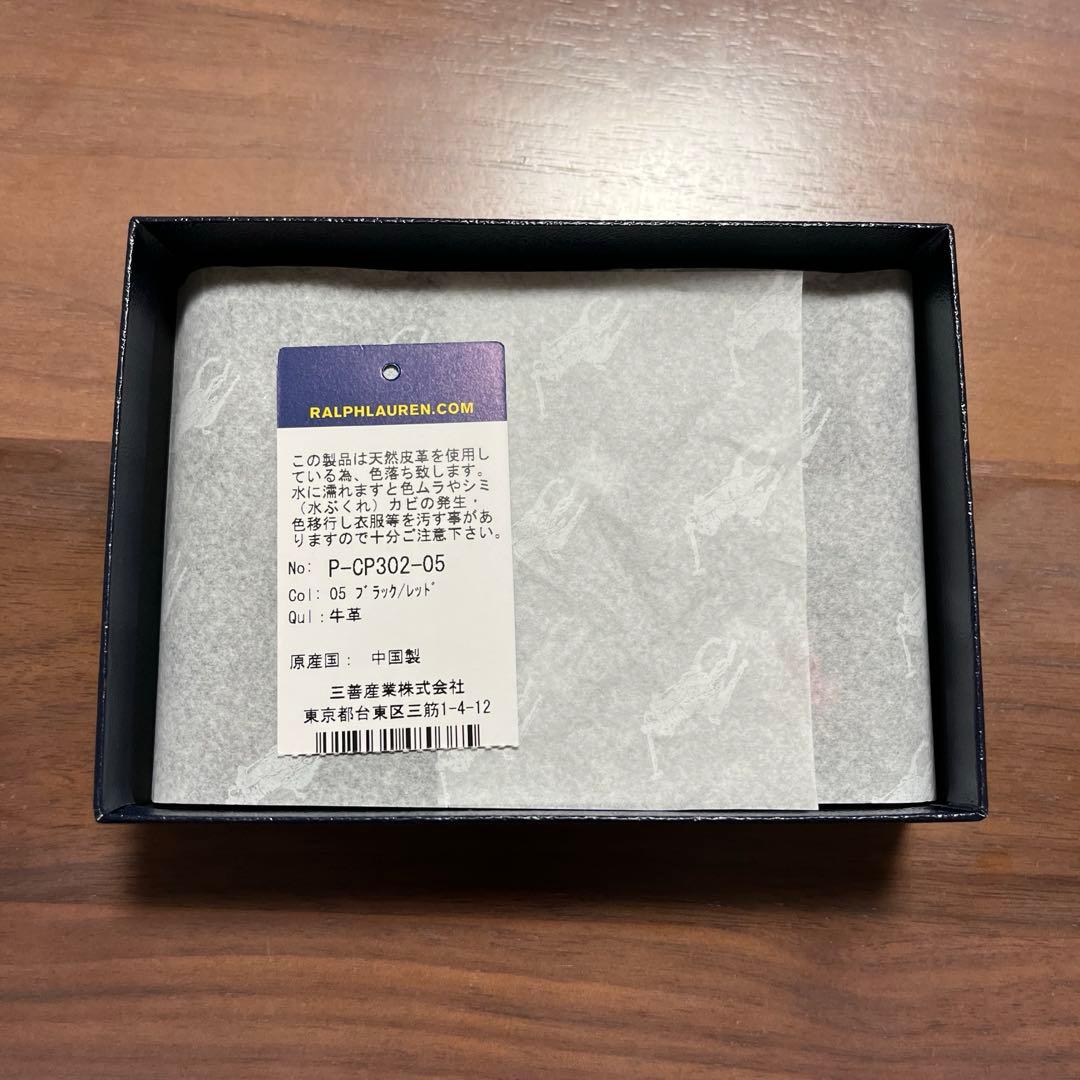 RALPHLAUREN.COM
この製品は天然皮革を使用し
ている為、色落ち致します。
水に濡れますと色ムラやシミ
（水ぶくれ）カビの発生・
色移行し衣服等を汚す事があ
りますので十分ご注意下さい。
No: P-CP302-05
Col: 05 ﾌﾞﾗｯｸ/ﾚｯﾄﾞ
Qul:牛革
原産国： 中国製
三善産業株式会社
東京都台東区三筋1-4-12